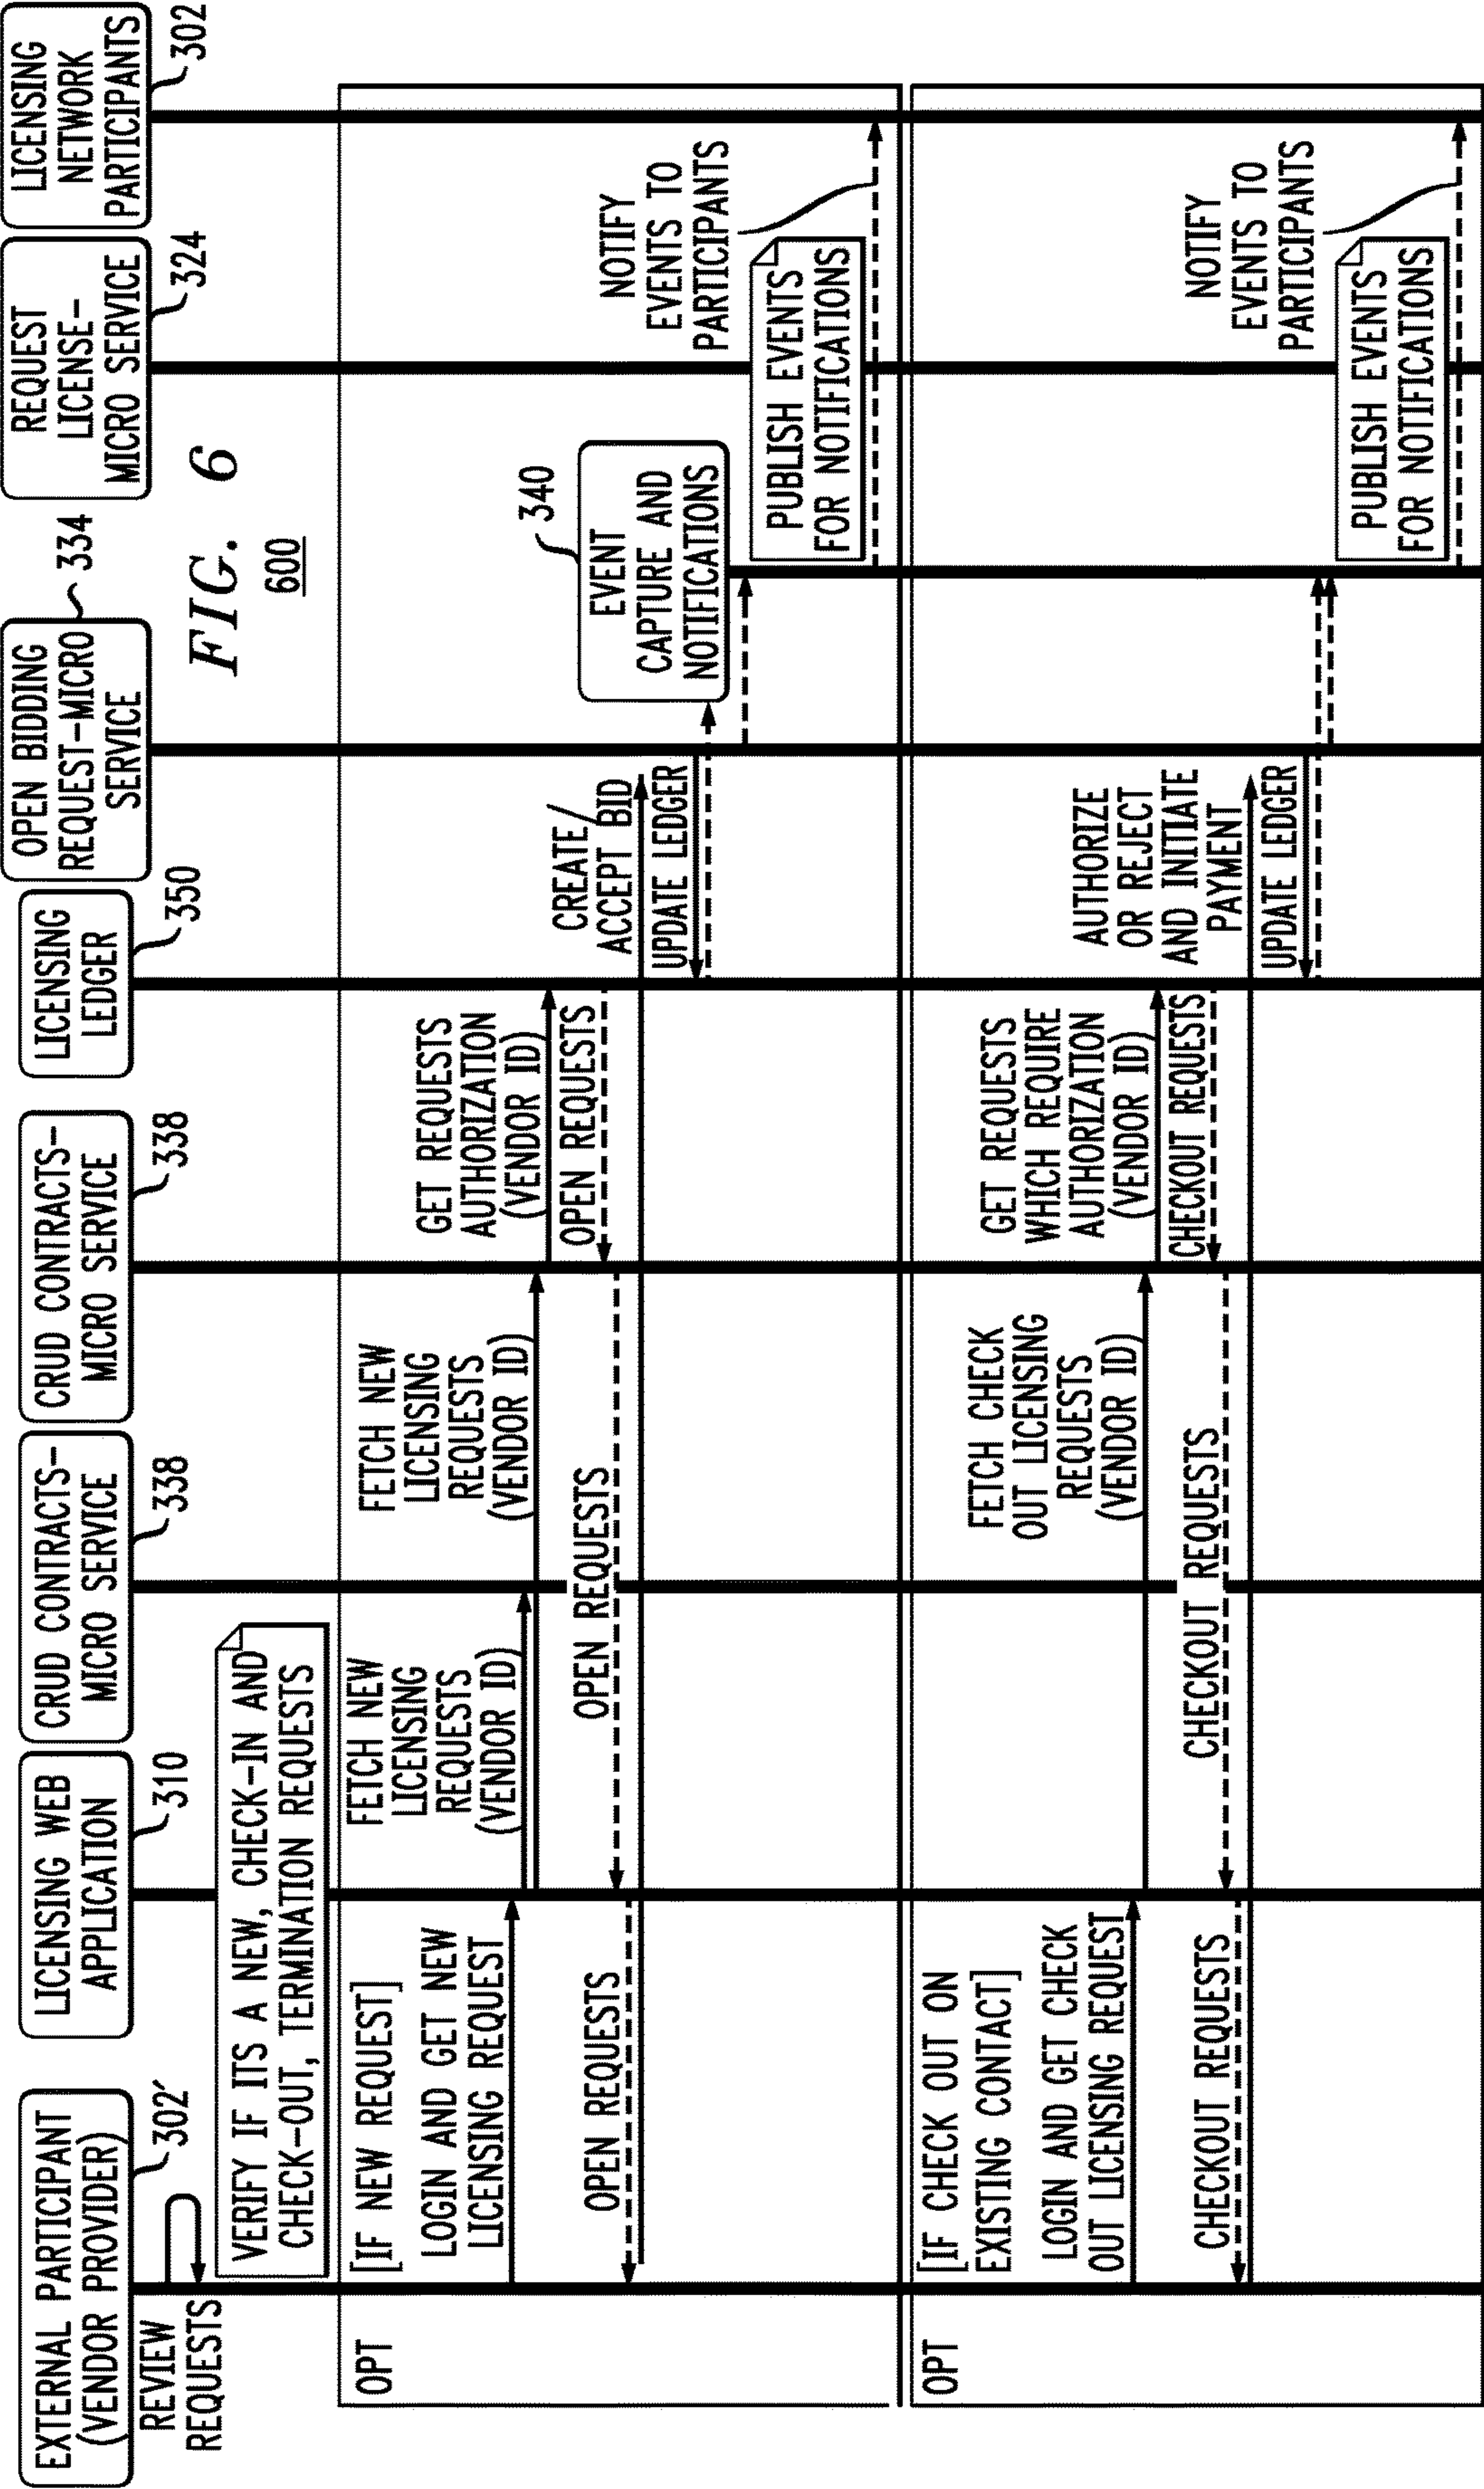 EXTERNAL PARTICIPANT
(VENDOR PROVIDER)
302'
LICENSING WEB
APPLICATION
310
CRUD CONTRACTS-
MICRO SERVICE
338
CRUD CONTRACTS-
MICRO SERVICE
338
LICENSING
LEDGER
350
OPEN BIDDING
REQUEST-MICRO
SERVICE
334
REQUEST
LICENSE-
MICRO SERVICE
324
LICENSING
NETWORK
PARTICIPANTS
302
FIG. 6
600
REVIEW
REQUESTS
VERIFY IF ITS A NEW, CHECK-IN AND
CHECK-OUT, TERMINATION REQUESTS
OPT
[IF NEW REQUEST]
LOGIN AND GET NEW
LICENSING REQUEST
FETCH NEW
LICENSING
REQUESTS
(VENDOR ID)
FETCH NEW
LICENSING
REQUESTS
(VENDOR ID)
GET REQUESTS
AUTHORIZATION
(VENDOR ID)
OPEN REQUESTS
OPEN REQUESTS
OPEN REQUESTS
CREATE/
ACCEPT BID
UPDATE LEDGER
EVENT
CAPTURE AND
NOTIFICATIONS
340
NOTIFY
EVENTS TO
PARTICIPANTS
PUBLISH EVENTS
FOR NOTIFICATIONS
OPT
[IF CHECK OUT ON
EXISTING CONTACT]
LOGIN AND GET CHECK
OUT LICENSING REQUEST
FETCH CHECK
OUT LICENSING
REQUESTS
(VENDOR ID)
GET REQUESTS
WHICH REQUIRE
AUTHORIZATION
(VENDOR ID)
CHECKOUT REQUESTS
CHECKOUT REQUESTS
CHECKOUT REQUESTS
AUTHORIZE
OR REJECT
AND INITIATE
PAYMENT
UPDATE LEDGER
NOTIFY
EVENTS TO
PARTICIPANTS
PUBLISH EVENTS
FOR NOTIFICATIONS